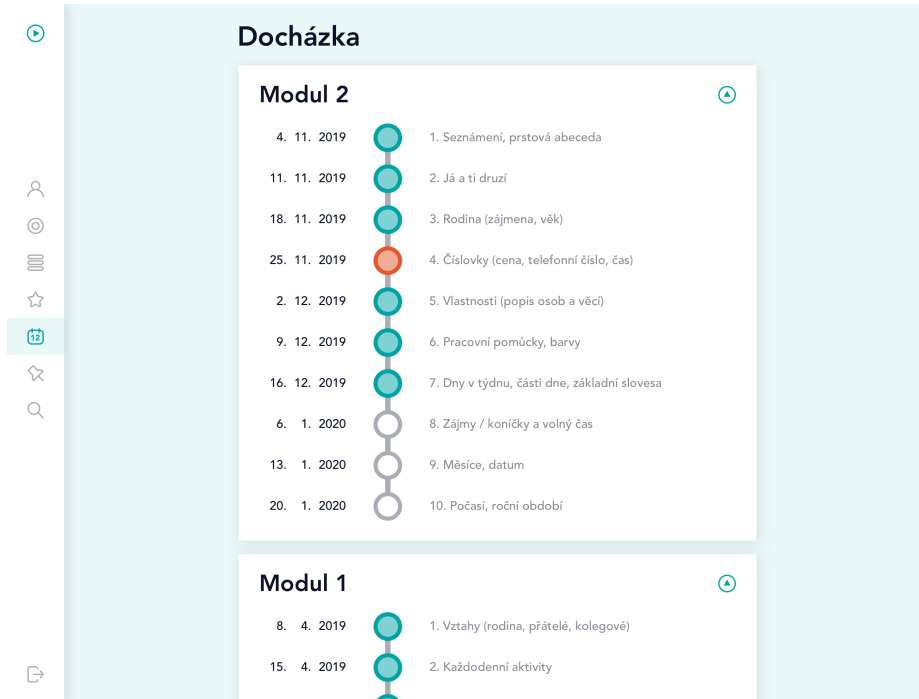 Docházka
Modul 2
4. 11. 2019 1. Seznámení, prstová abeceda
11. 11. 2019 2. Já a ti druzí
18. 11. 2019 3. Rodina (zájmena, věk)
25. 11. 2019 4. Číslovky (cena, telefonní číslo, čas)
2. 12. 2019 5. Vlastnosti (popis osob a věcí)
9. 12. 2019 6. Pracovní pomůcky, barvy
12
16. 12. 2019 7. Dny v týdnu, části dne, základní slovesa
6. 1. 2020 8. Zájmy / koníčky a volný čas
13. 1. 2020 9. Měsíce, datum
20. 1. 2020 10. Počasí, roční období
Modul 1
8. 4. 2019 1. Vztahy (rodina, přátelé, kolegové)
15. 4. 2019 2. Každodenní aktivity